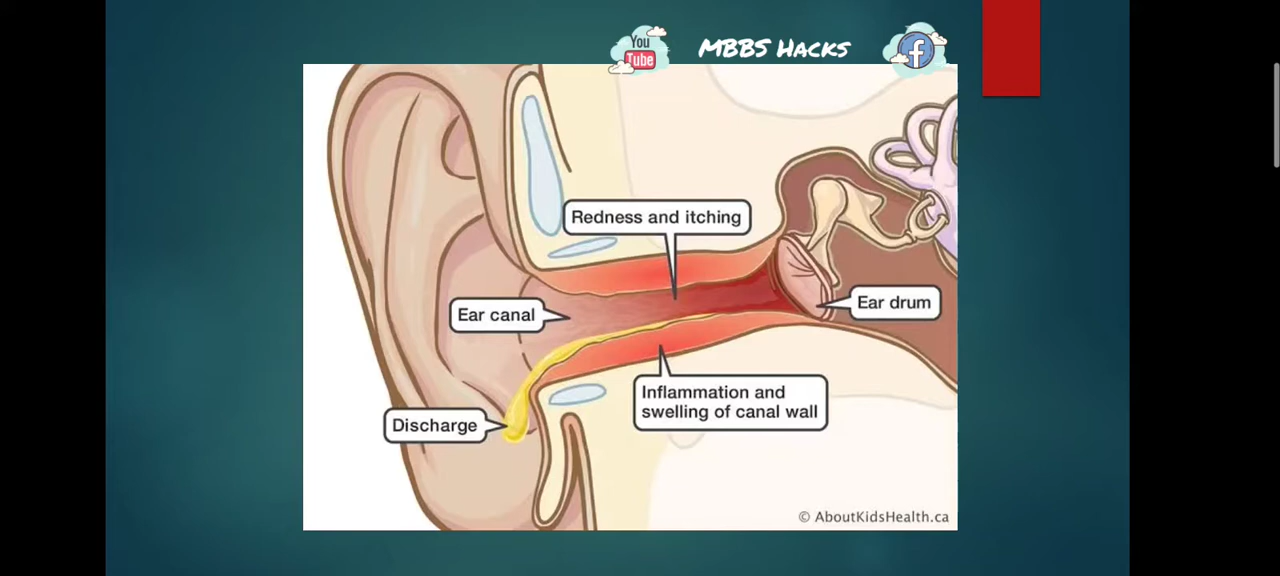 You
Tube
MBBS Hacks
f
Redness and itching
Ear canal
Ear drum
Inflammation and
swelling of canal wall
Discharge
© AboutKidsHealth.ca